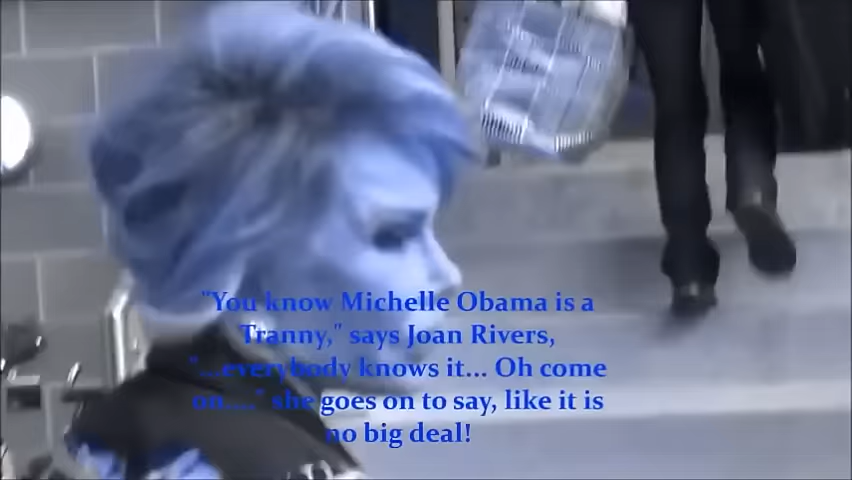 "You know Michelle Obama is a
Tranny," says Joan Rivers,
"...everybody knows it... Oh come
on....." she goes on to say, like it is
no big deal!